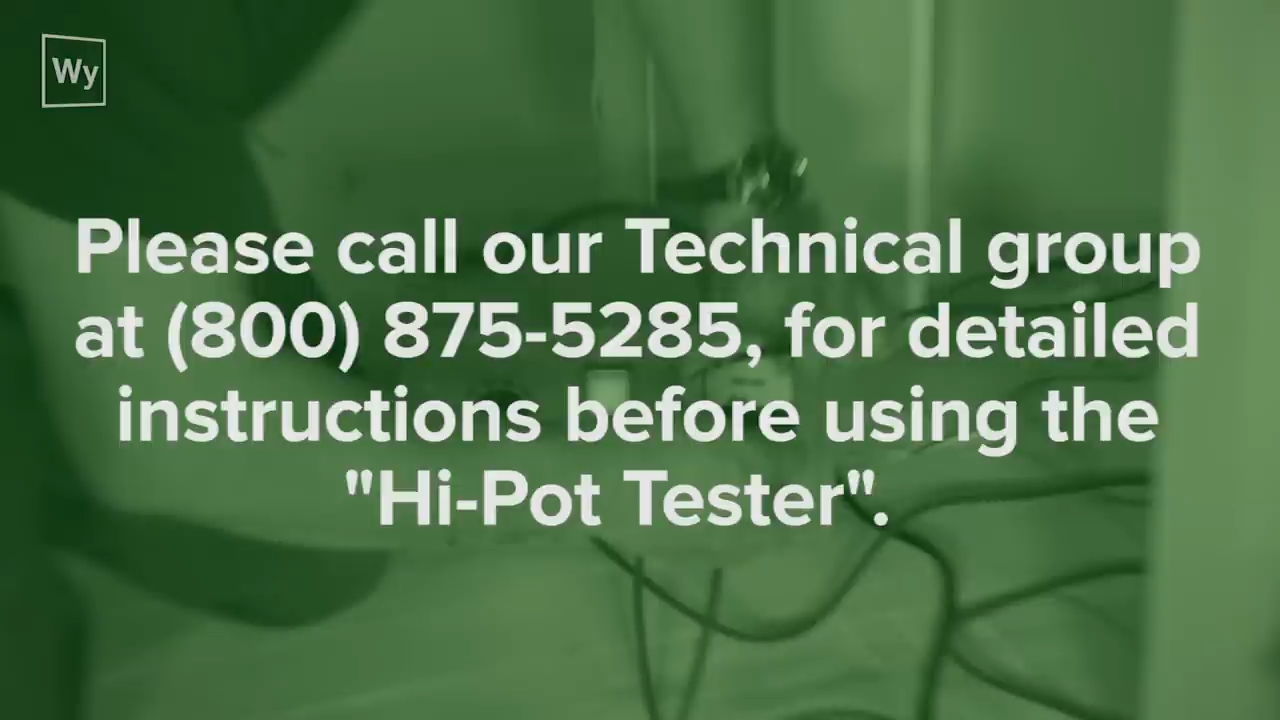 Wy
Please call our Technical group
at (800) 875-5285, for detailed
instructions before using the
"Hi-Pot Tester".